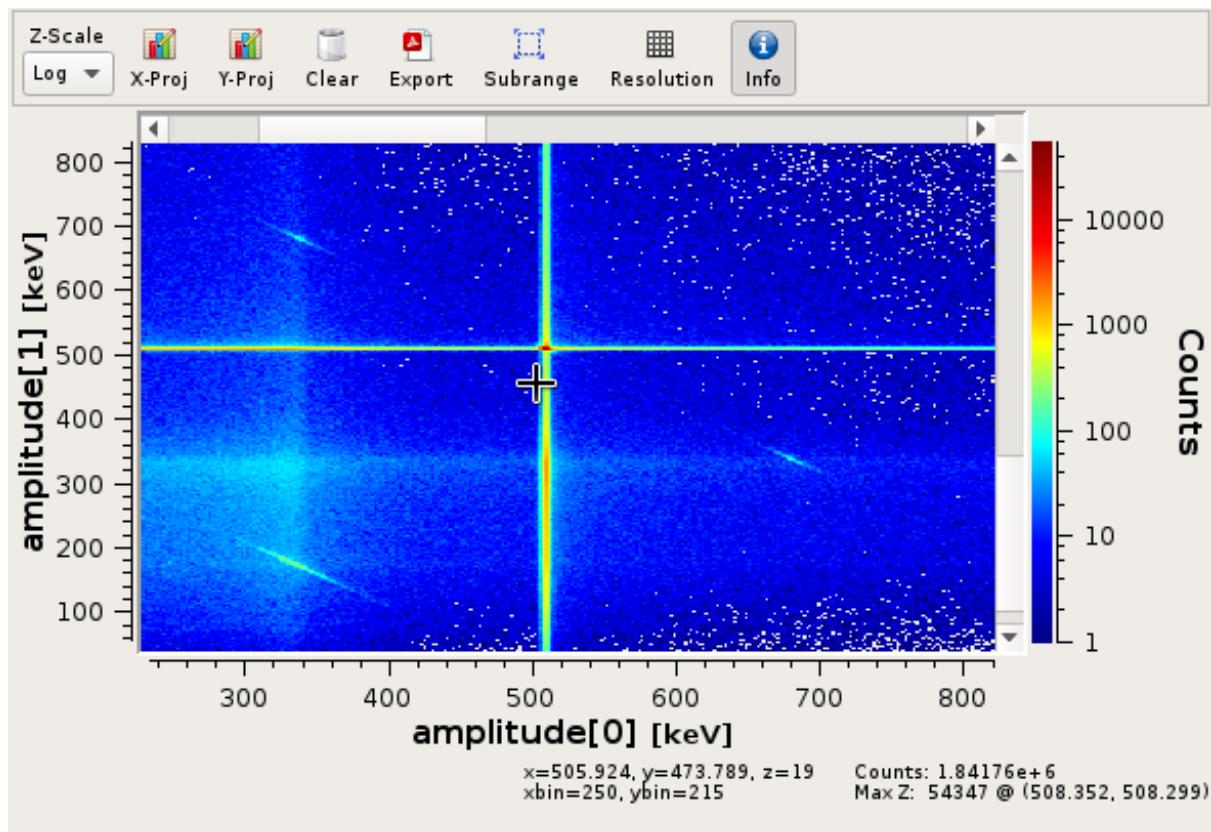 Z-Scale
Log
X-Proj
Y-Proj
Clear
Export
Subrange
Resolution
Info
800
700
600
500
400
300
200
100
amplitude[1] [keV]
300 400 500 600 700 800
amplitude[0] [keV]
10000
1000
100
10
1
Counts
x=505.924, y=473.789, z=19
xbin=250, ybin=215
Counts: 1.84176e+6
Max Z: 54347 @ (508.352, 508.299)